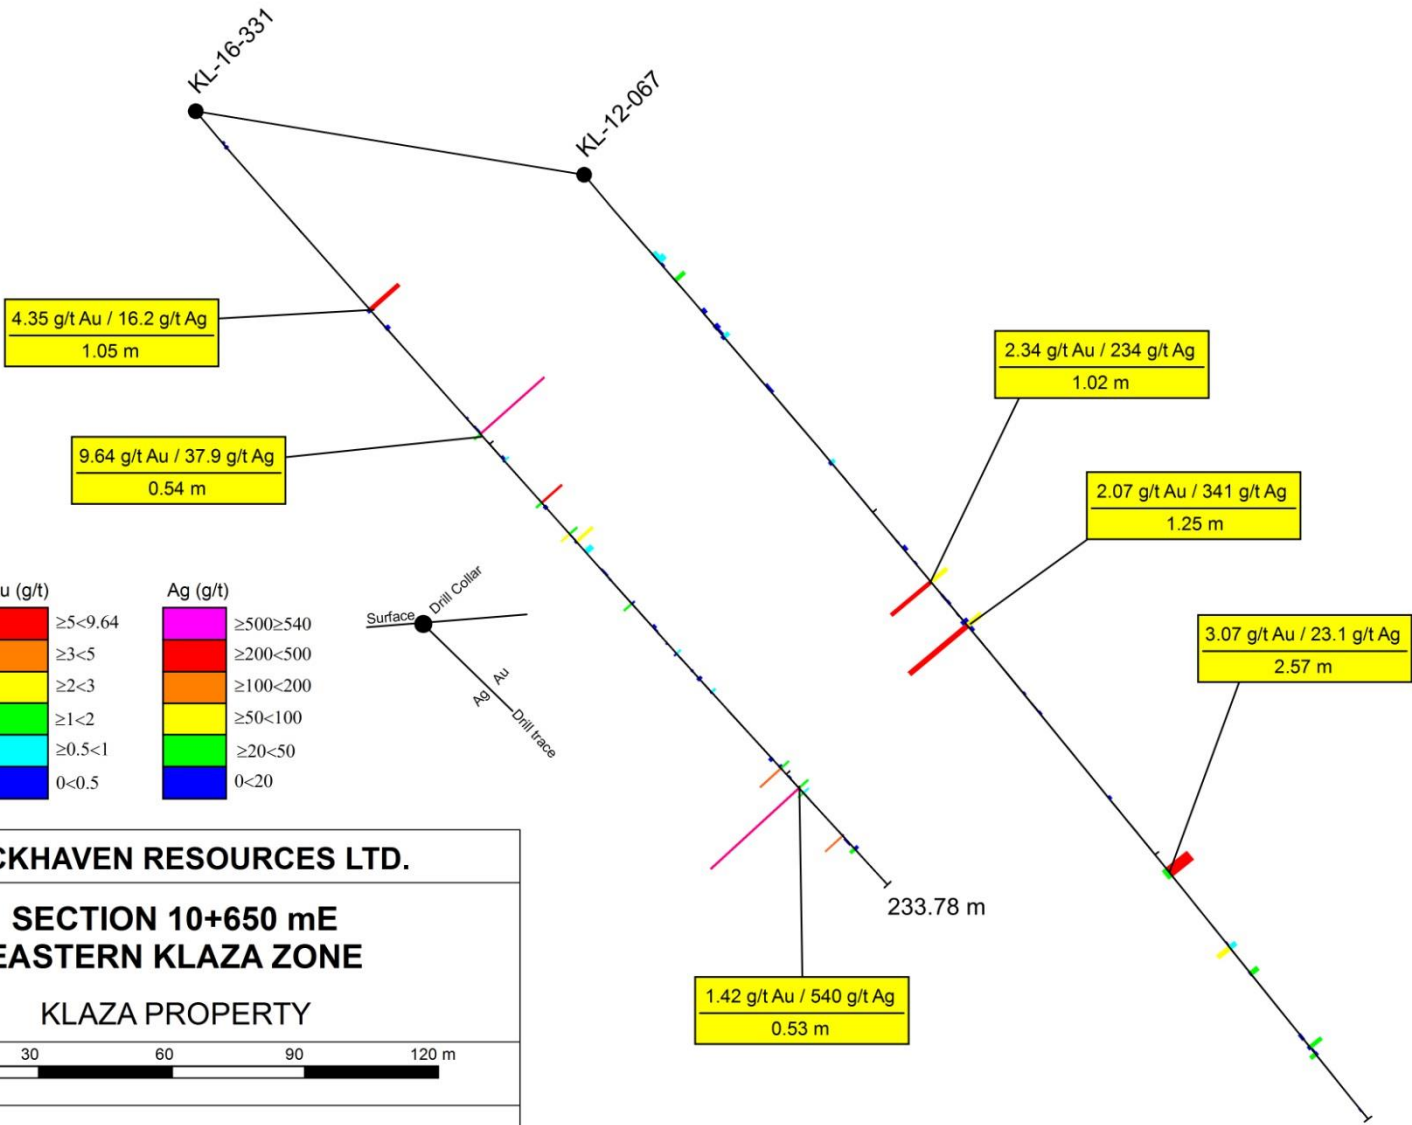 KL-16-331
KL-12-067
4.35 g/t Au / 16.2 g/t Ag
1.05 m
2.34 g/t Au / 234 g/t Ag
1.02 m
9.64 g/t Au / 37.9 g/t Ag
0.54 m
2.07 g/t Au / 341 g/t Ag
1.25 m
3.07 g/t Au / 23.1 g/t Ag
2.57 m
u (g/t)
≥5<9.64
≥3<5
≥2<3
≥1<2
≥0.5<1
0<0.5
Ag (g/t)
≥500≥540
≥200<500
≥100<200
≥50<100
≥20<50
0<20
Surface
Drill Collar
Au
Ag
Drill trace
233.78 m
1.42 g/t Au / 540 g/t Ag
0.53 m
CKHAVEN RESOURCES LTD.
SECTION 10+650 mE
EASTERN KLAZA ZONE
KLAZA PROPERTY
30 60 90 120 m